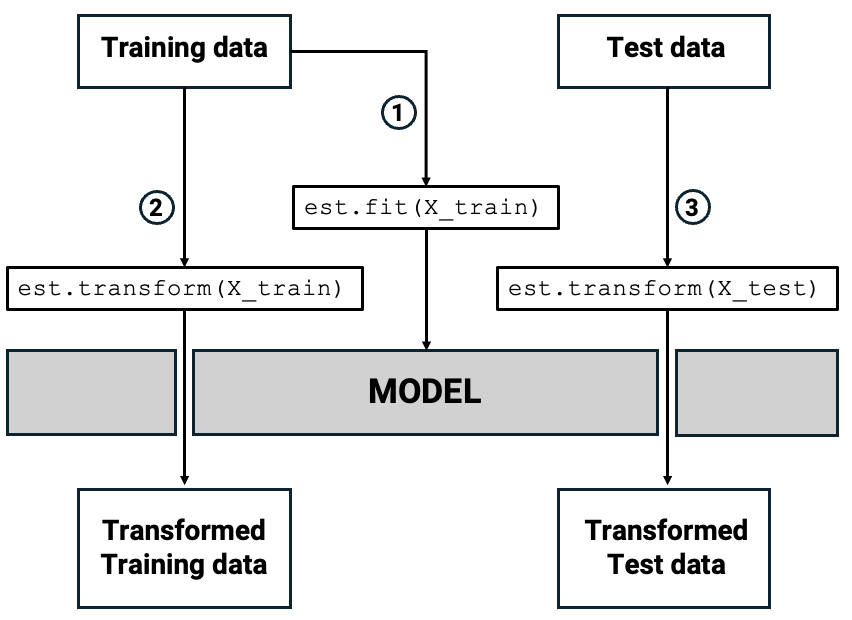 Training data
Test data
1
2
3
est.fit(X_train)
est.transform(X_train)
est.transform(X_test)
MODEL
Transformed
Training data
Transformed
Test data